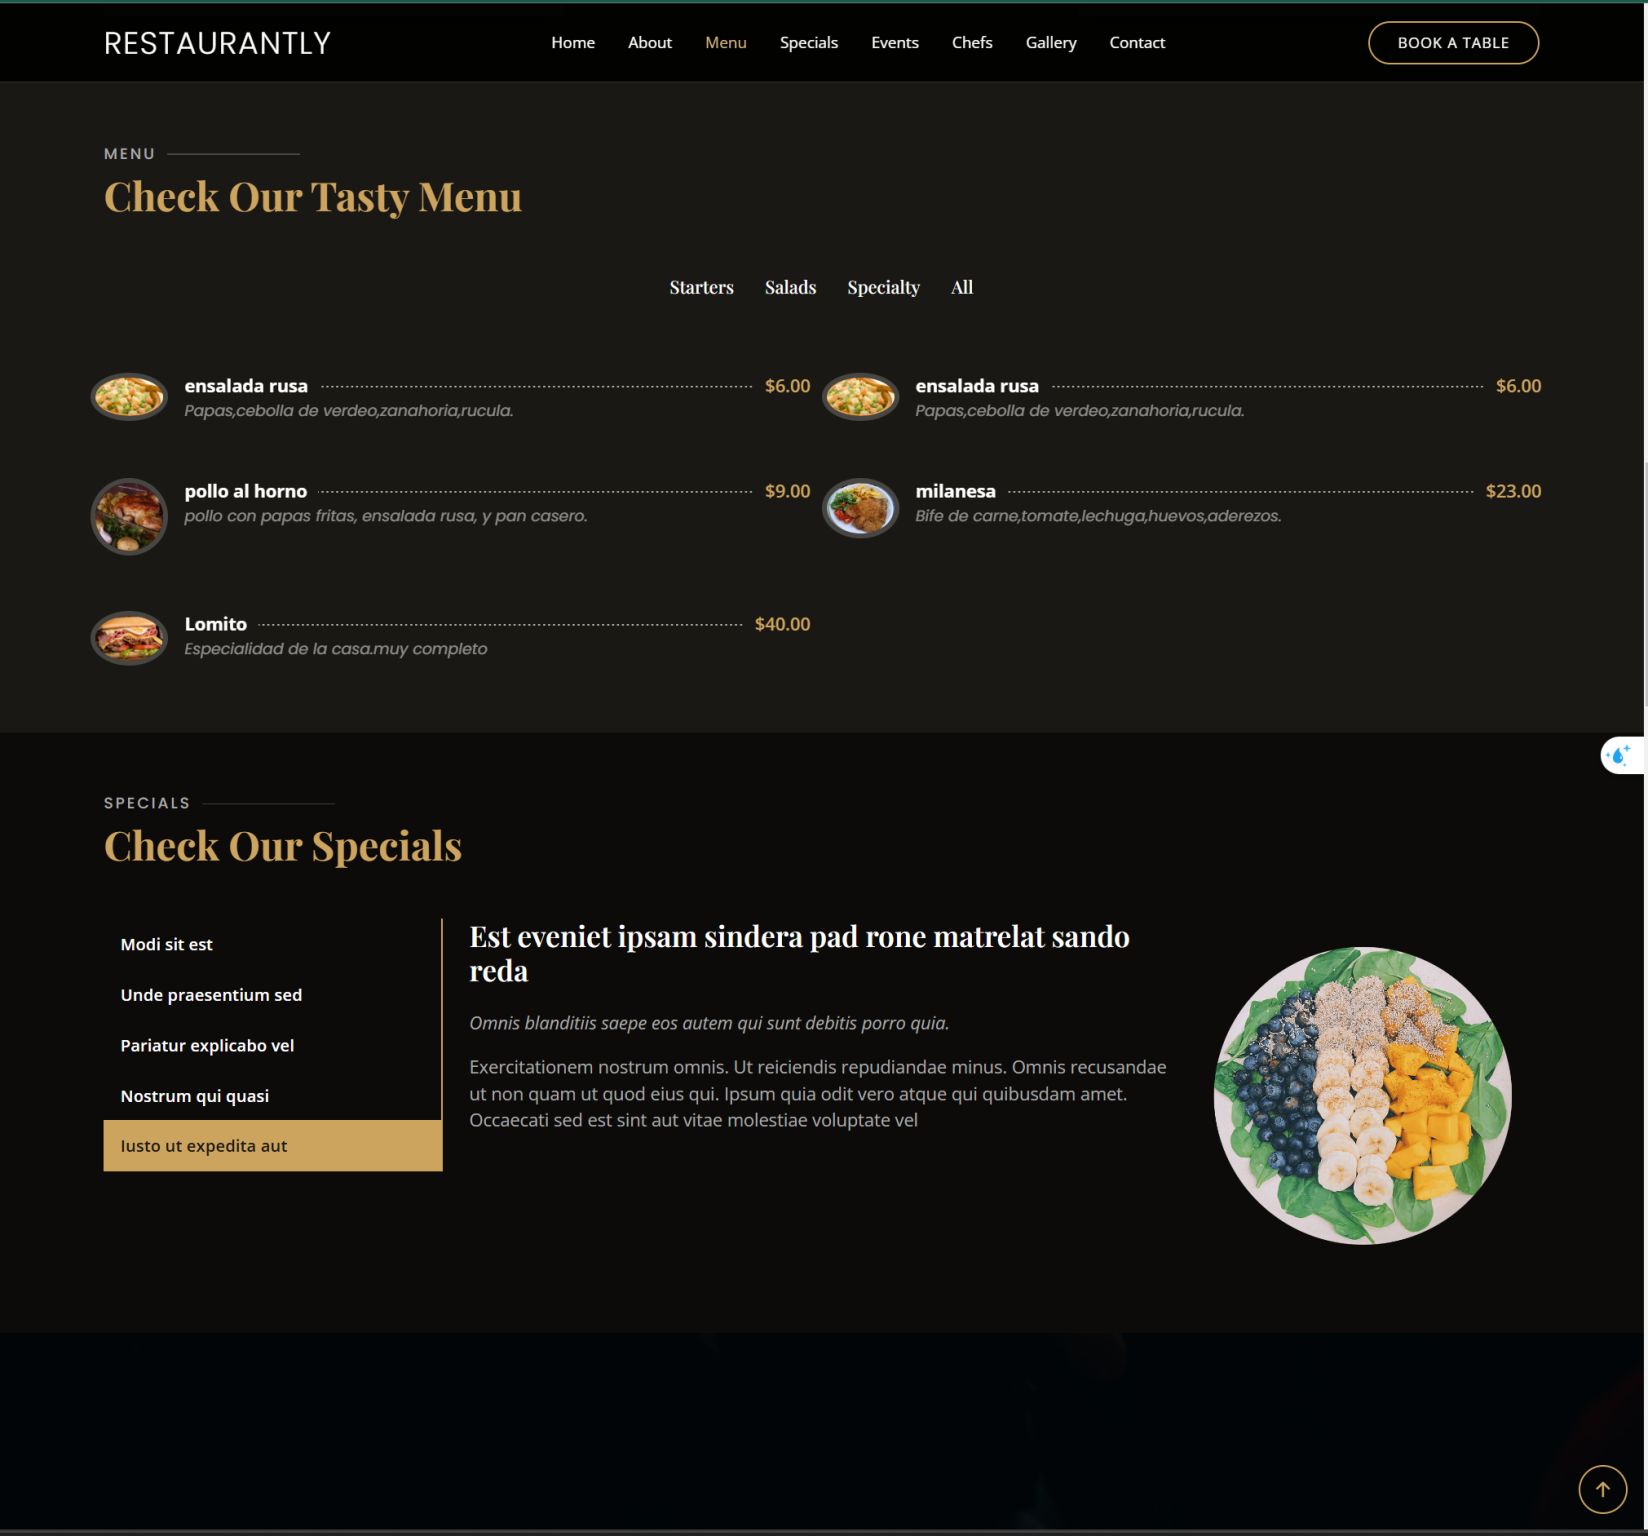 RESTAURANTLY
Home About Menu Specials Events Chefs Gallery Contact
BOOK A TABLE
MENU
Check Our Tasty Menu
Starters Salads Specialty All
ensalada rusa $6.00
Papas,cebolla de verdeo,zanahoria,rucula.
ensalada rusa $6.00
Papas,cebolla de verdeo,zanahoria,rucula.
pollo al horno $9.00
pollo con papas fritas, ensalada rusa, y pan casero.
milanesa $23.00
Bife de carne,tomate,lechuga,huevos,aderezos.
Lomito $40.00
Especialidad de la casa.muy completo
SPECIALS
Check Our Specials
Modi sit est
Unde praesentium sed
Pariatur explicabo vel
Nostrum qui quasi
Iusto ut expedita aut
Est eveniet ipsam sindera pad rone matrelat sando
reda
Omnis blanditiis saepe eos autem qui sunt debitis porro quia.
Exercitationem nostrum omnis. Ut reiciendis repudiandae minus. Omnis recusandae
ut non quam ut quod eius qui. Ipsum quia odit vero atque qui quibusdam amet.
Occaecati sed est sint aut vitae molestiae voluptate vel